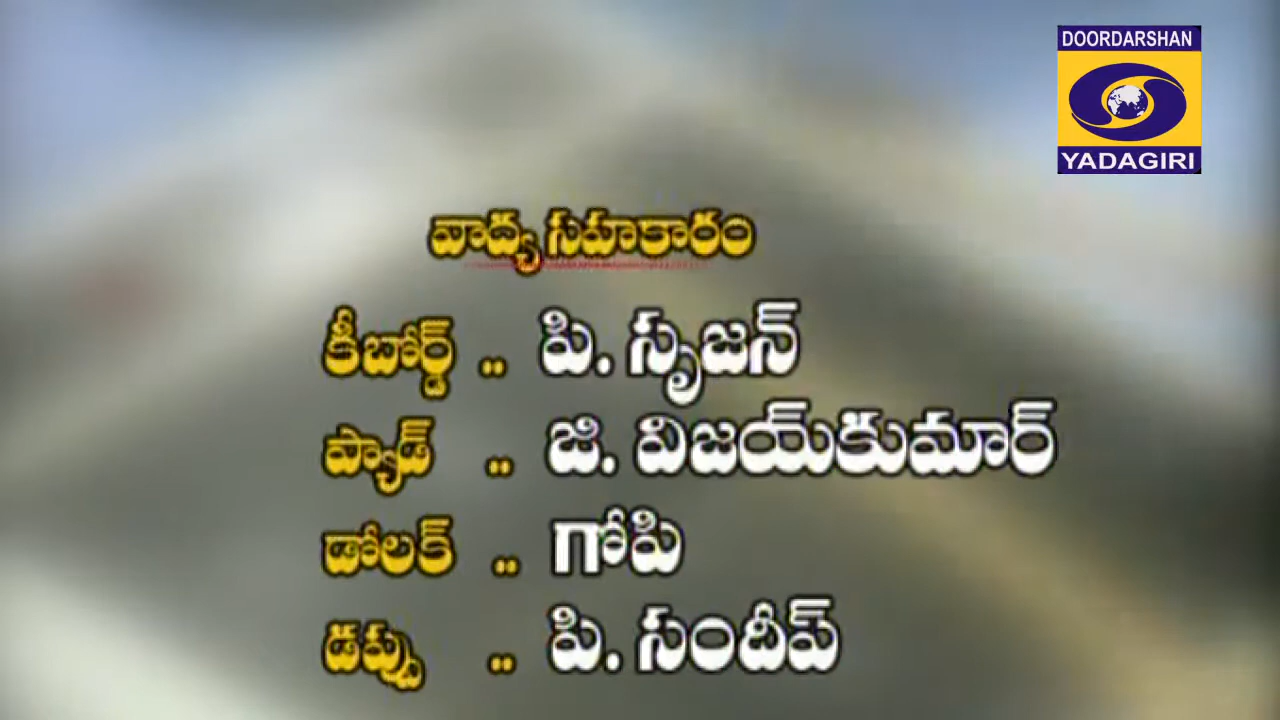 DOORDARSHAN
YADAGIRI
వాద్య సహకారం
కీబోర్డ్ .. పి. సృజన్
ప్యాడ్ .. జి. విజయ్‌కుమార్
డోలక్ .. గోపి
డప్పు .. పి. సందీప్